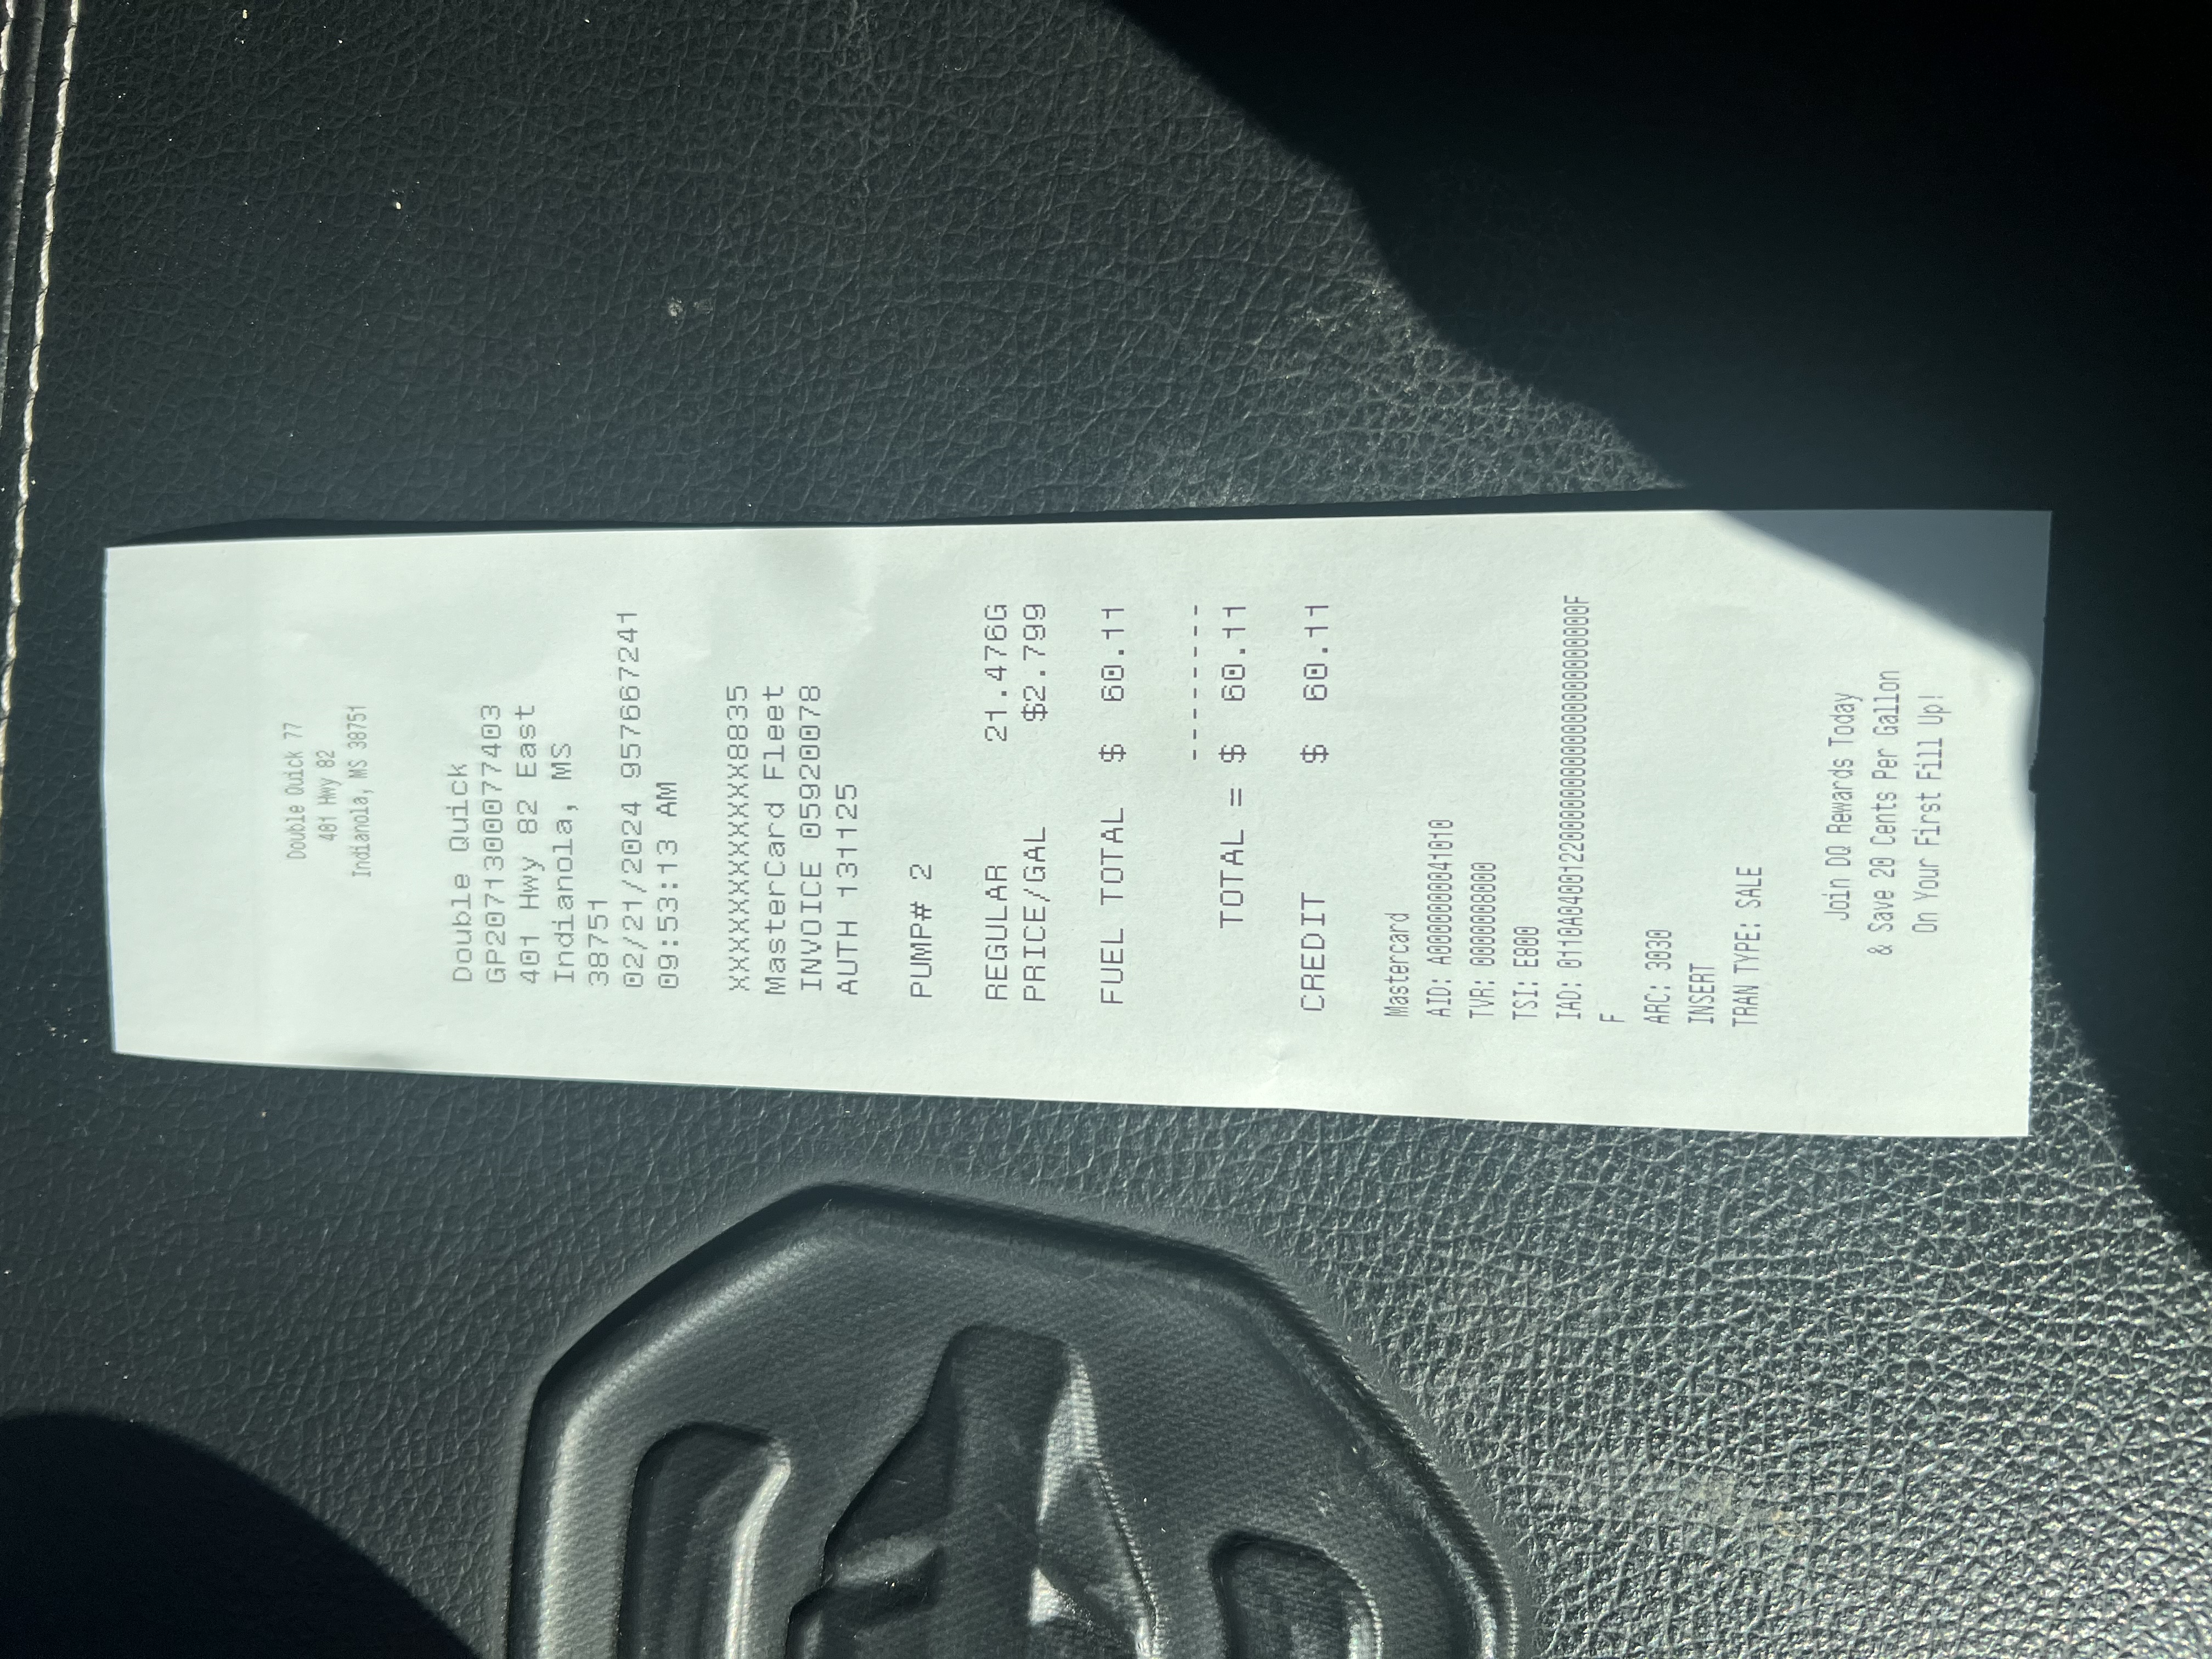 Double Quick 77
401 Hwy 82
Indianola, MS 38751
Double Quick
GP2071300077403
401 Hwy 82 East
Indianola, MS
38751
02/21/2024 957667241
09:53:13 AM
XXXXXXXXXXXX8835
MasterCard Fleet
INVOICE 05920078
AUTH 131125
PUMP# 2
REGULAR 21.476G
PRICE/GAL $2.799
FUEL TOTAL $ 60.11
--------
TOTAL = $ 60.11
CREDIT $ 60.11
Mastercard
AID: A0000000041010
TVR: 0000008000
TSI: E800
IAD: 0110A040012200000000000000000000000F
F
ARC: 3030
INSERT
TRAN TYPE: SALE
Join DQ Rewards Today
& Save 20 Cents Per Gallon
On Your First Fill Up!